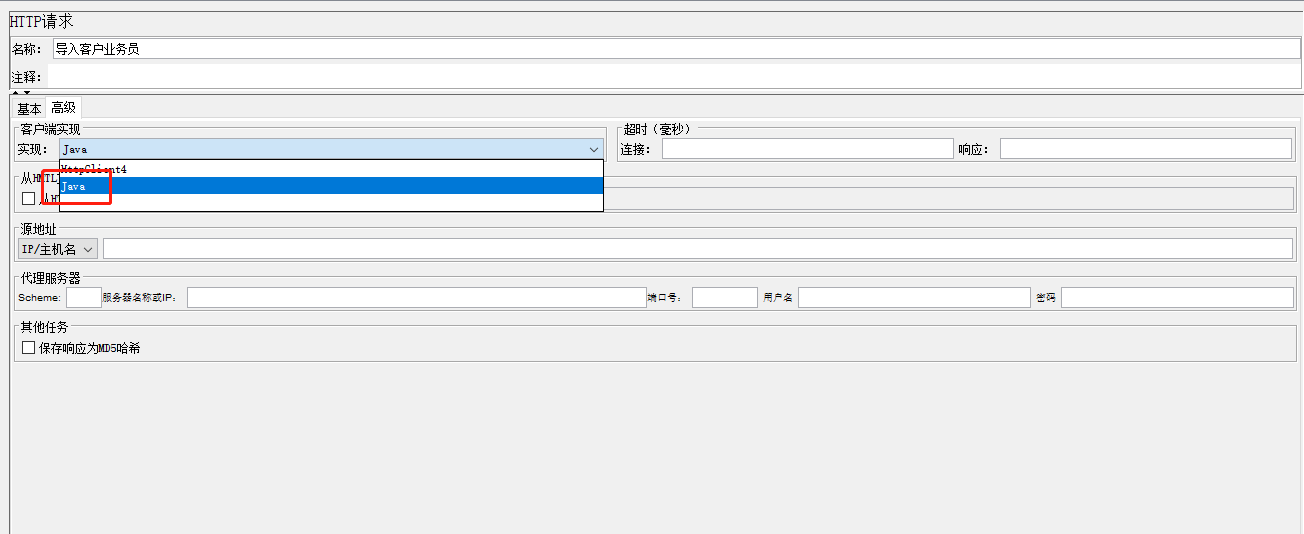 HTTP请求
名称: 导入客户业务员
注释:
基本 高级
客户端实现
实现: Java
HttpClient4
Java
超时(毫秒)
连接: 响应:
从HMTL
从H
源地址
IP/主机名
代理服务器
Scheme: 服务器名称或IP: 端口号: 用户名 密码
其他任务
保存响应为MD5哈希